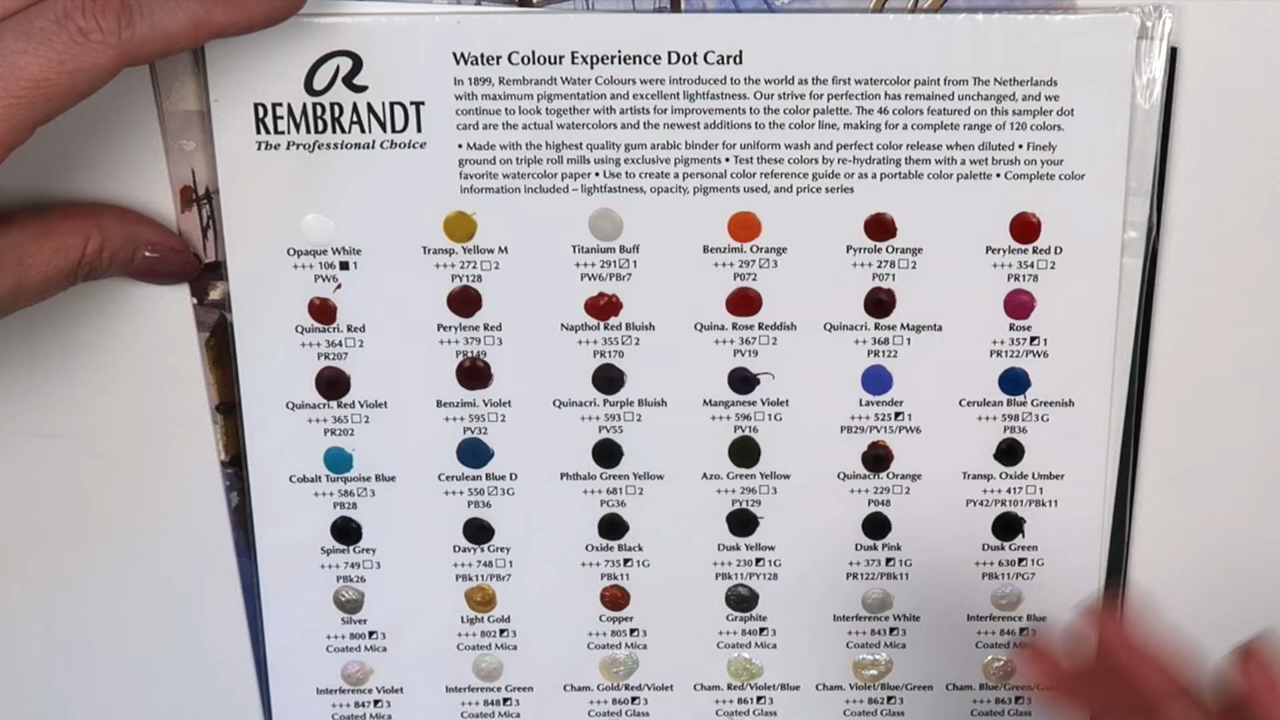 REMBRANDT
The Professional Choice
Water Colour Experience Dot Card
In 1899, Rembrandt Water Colours were introduced to the world as the first watercolor paint from The Netherlands
with maximum pigmentation and excellent lightfastness. Our strive for perfection has remained unchanged, and we
continue to look together with artists for improvements to the color palette. The 46 colors featured on this sampler dot
card are the actual watercolors and the newest additions to the color line, making for a complete range of 120 colors.
• Made with the highest quality gum arabic binder for uniform wash and perfect color release when diluted • Finely
ground on triple roll mills using exclusive pigments • Test these colors by re-hydrating them with a wet brush on your
favorite watercolor paper • Use to create a personal color reference guide or as a portable color palette • Complete color
information included – lightfastness, opacity, pigments used, and price series
Opaque White Transp. Yellow M Titanium Buff Benzimi. Orange Pyrrole Orange Perylene Red D
+++ 106 ■ 1 +++ 272 □ 2 +++ 291 ⍁ 1 +++ 297 ⍁ 3 +++ 278 □ 2 +++ 354 □ 2
PW6 PY128 PW6/PBr7 P072 P071 PR178
Quinacri. Red Perylene Red Napthol Red Bluish Quina. Rose Reddish Quinacri. Rose Magenta Rose
+++ 364 □ 2 +++ 379 □ 3 +++ 355 ⍁ 2 +++ 367 □ 2 ++ 368 □ 1 ++ 357 ◩ 1
PR207 PR149 PR170 PV19 PR122 PR122/PW6
Quinacri. Red Violet Benzimi. Violet Quinacri. Purple Bluish Manganese Violet Lavender Cerulean Blue Greenish
+++ 365 □ 2 +++ 595 □ 2 +++ 593 □ 2 +++ 596 □ 1G +++ 525 ◩ 1 +++ 598 ⍁ 3G
PR202 PV32 PV55 PV16 PB29/PV15/PW6 PB36
Cobalt Turquoise Blue Cerulean Blue D Phthalo Green Yellow Azo. Green Yellow Quinacri. Orange Transp. Oxide Umber
+++ 586 ⍁ 3 +++ 550 ⍁ 3G +++ 681 □ 2 +++ 296 □ 3 +++ 229 □ 2 +++ 417 □ 1
PB28 PB36 PG36 PY129 P048 PY42/PR101/PBk11
Spinel Grey Davy's Grey Oxide Black Dusk Yellow Dusk Pink Dusk Green
+++ 749 □ 3 +++ 748 □ 1 +++ 735 ◩ 1G +++ 230 ◩ 1G ++ 373 ◩ 1G +++ 630 ◩ 1G
PBk26 PBk11/PBr7 PBk11 PBk11/PY128 PR122/PBk11 PBk11/PG7
Silver Light Gold Copper Graphite Interference White Interference Blue
+++ 800 ◩ 3 +++ 802 ◩ 3 +++ 805 ◩ 3 +++ 840 ◩ 3 +++ 843 ◩ 3 +++ 846 ◩ 3
Coated Mica Coated Mica Coated Mica Coated Mica Coated Mica Coated
Interference Violet Interference Green Cham. Gold/Red/Violet Cham. Red/Violet/Blue Cham. Violet/Blue/Green Cham. Blue/Green/
+++ 847 ◩ 3 +++ 848 ◩ 3 +++ 860 ◩ 3 +++ 861 ◩ 3 +++ 862 ◩ 3 +++ 863 ◩ 3
Coated Mica Coated Mica Coated Glass Coated Glass Coated Glass Coated Glass